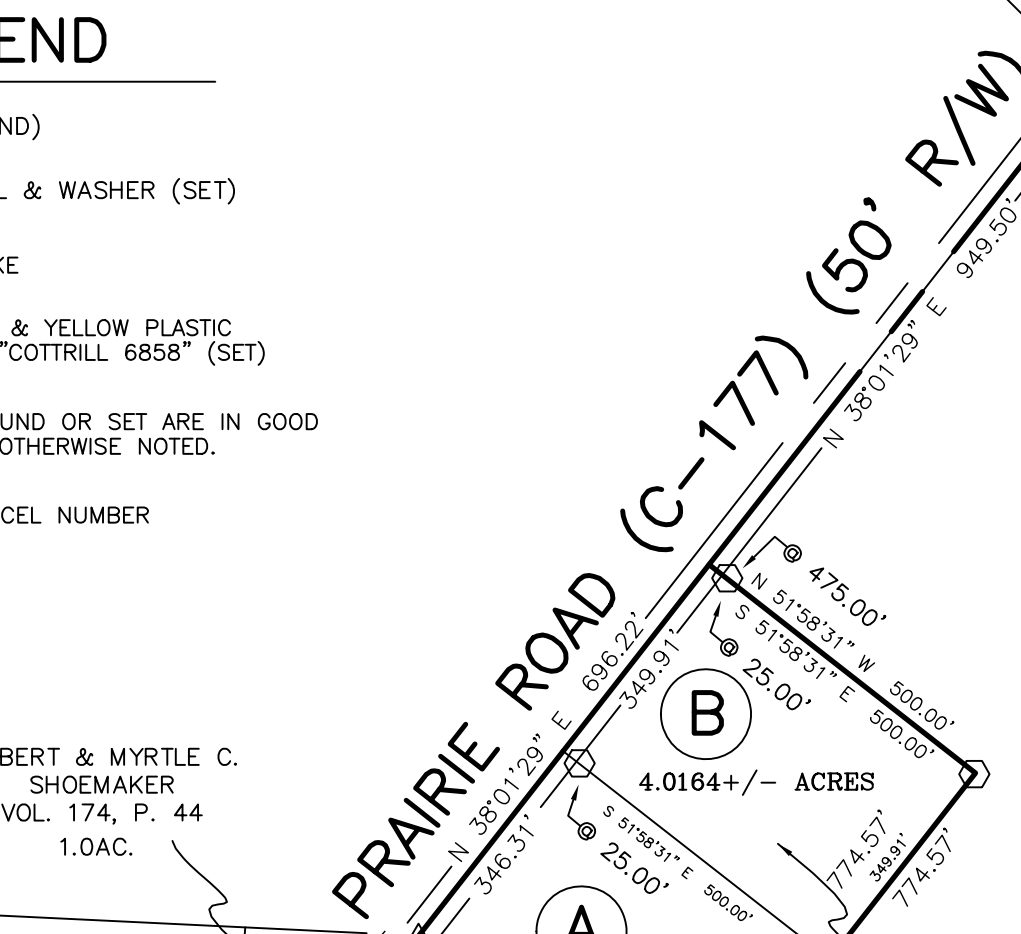 END
ND)
L & WASHER (SET)
KE
& YELLOW PLASTIC
"COTTRILL 6858" (SET)
UND OR SET ARE IN GOOD
OTHERWISE NOTED.
CEL NUMBER
PRAIRIE ROAD (C-177) (50' R/W)
949.50'
N 38°01'29" E
@ 475.00'
N 51°58'31" W 500.00'
S 51°58'31" E 500.00'
@ 25.00'
N 38°01'29" E 696.22'
349.91'
B
4.0164+/- ACRES
346.31'
S 51°58'31" E 500.00'
@ 25.00'
A
774.57'
349.91'
774.57'
BERT & MYRTLE C.
SHOEMAKER
VOL. 174, P. 44
1.0AC.